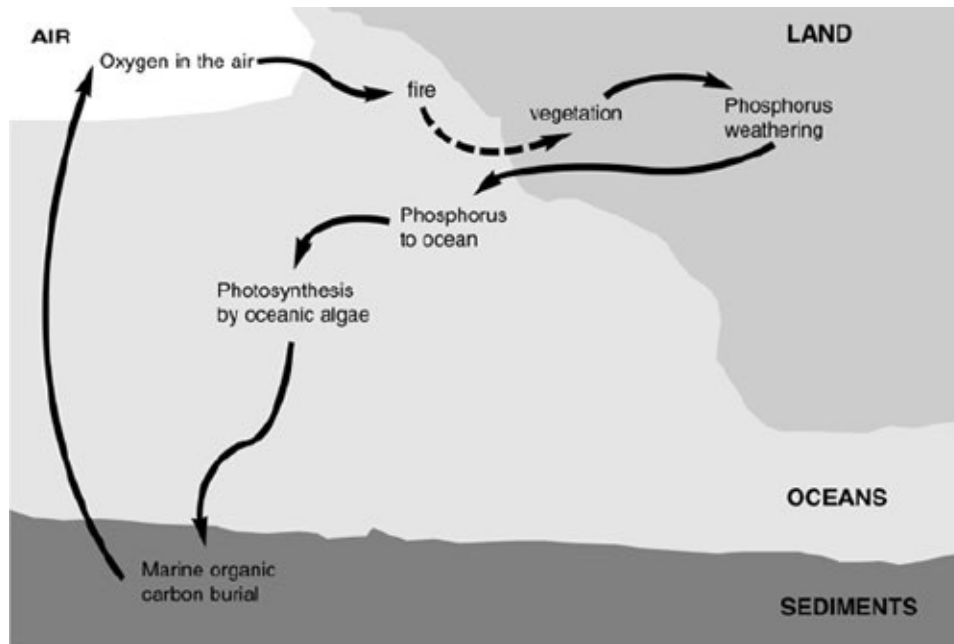 AIR
LAND
Oxygen in the air
fire
vegetation
Phosphorus
weathering
Phosphorus
to ocean
Photosynthesis
by oceanic algae
OCEANS
Marine organic
carbon burial
SEDIMENTS